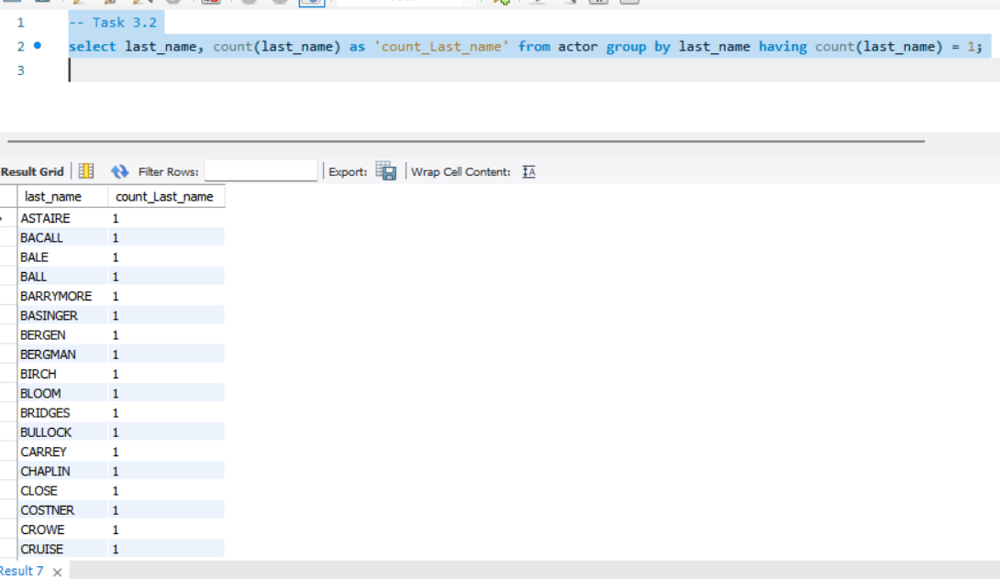 1 -- Task 3.2
2 select last_name, count(last_name) as 'count_Last_name' from actor group by last_name having count(last_name) = 1;
3
Result Grid Filter Rows: Export: Wrap Cell Content: IA
last_name count_Last_name
ASTAIRE 1
BACALL 1
BALE 1
BALL 1
BARRYMORE 1
BASINGER 1
BERGEN 1
BERGMAN 1
BIRCH 1
BLOOM 1
BRIDGES 1
BULLOCK 1
CARREY 1
CHAPLIN 1
CLOSE 1
COSTNER 1
CROWE 1
CRUISE 1
Result 7